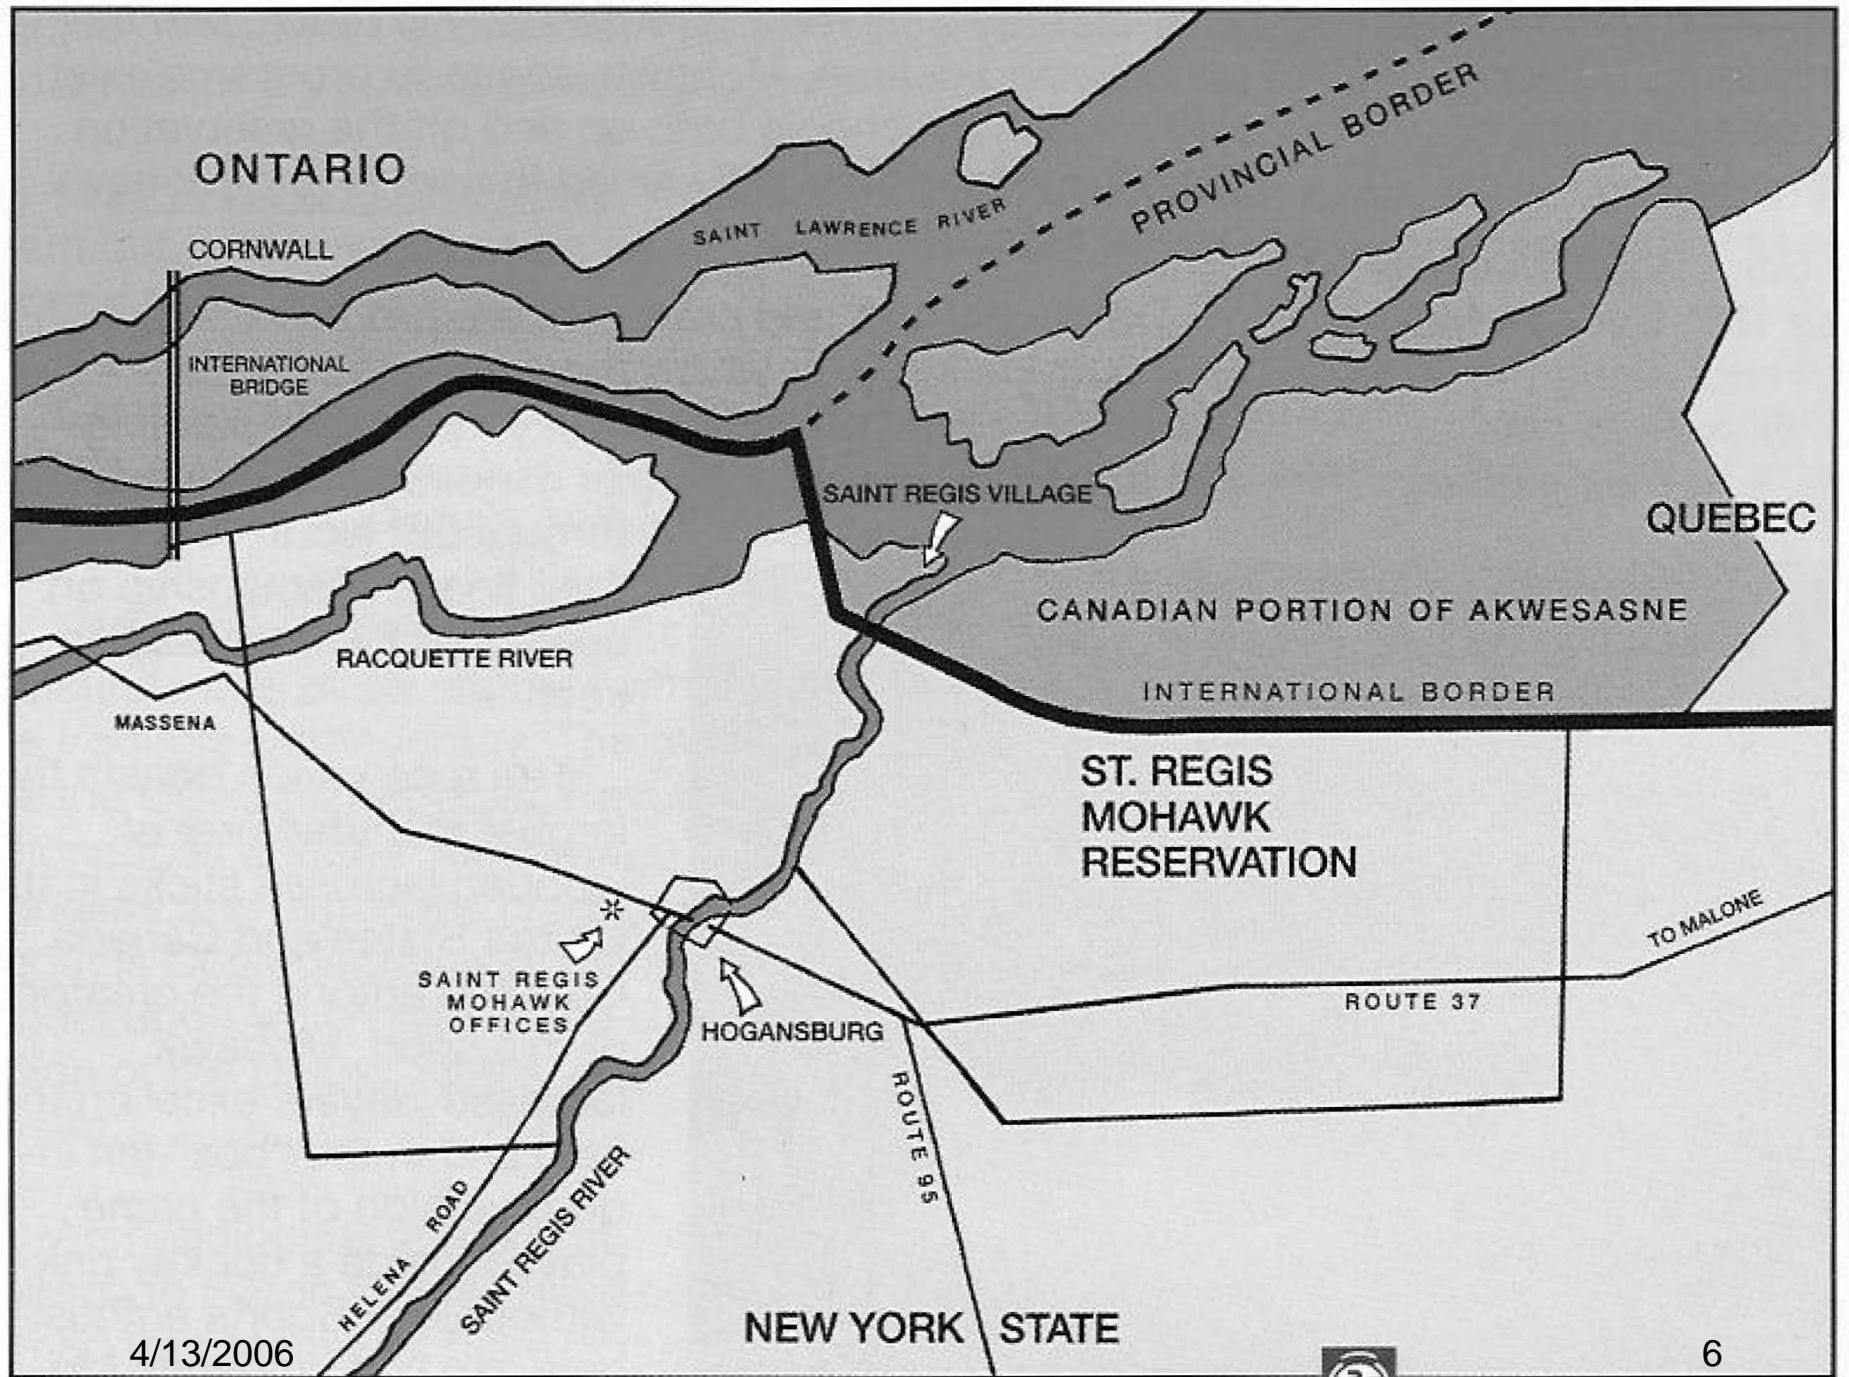 ONTARIO
CORNWALL
SAINT LAWRENCE RIVER
PROVINCIAL BORDER
INTERNATIONAL
BRIDGE
SAINT REGIS VILLAGE
QUEBEC
CANADIAN PORTION OF AKWESASNE
RACQUETTE RIVER
INTERNATIONAL BORDER
MASSENA
ST. REGIS
MOHAWK
RESERVATION
TO MALONE
SAINT REGIS
MOHAWK
OFFICES
HOGANSBURG
ROUTE 37
ROUTE 95
HELENA ROAD
SAINT REGIS RIVER
NEW YORK STATE
4/13/2006
6